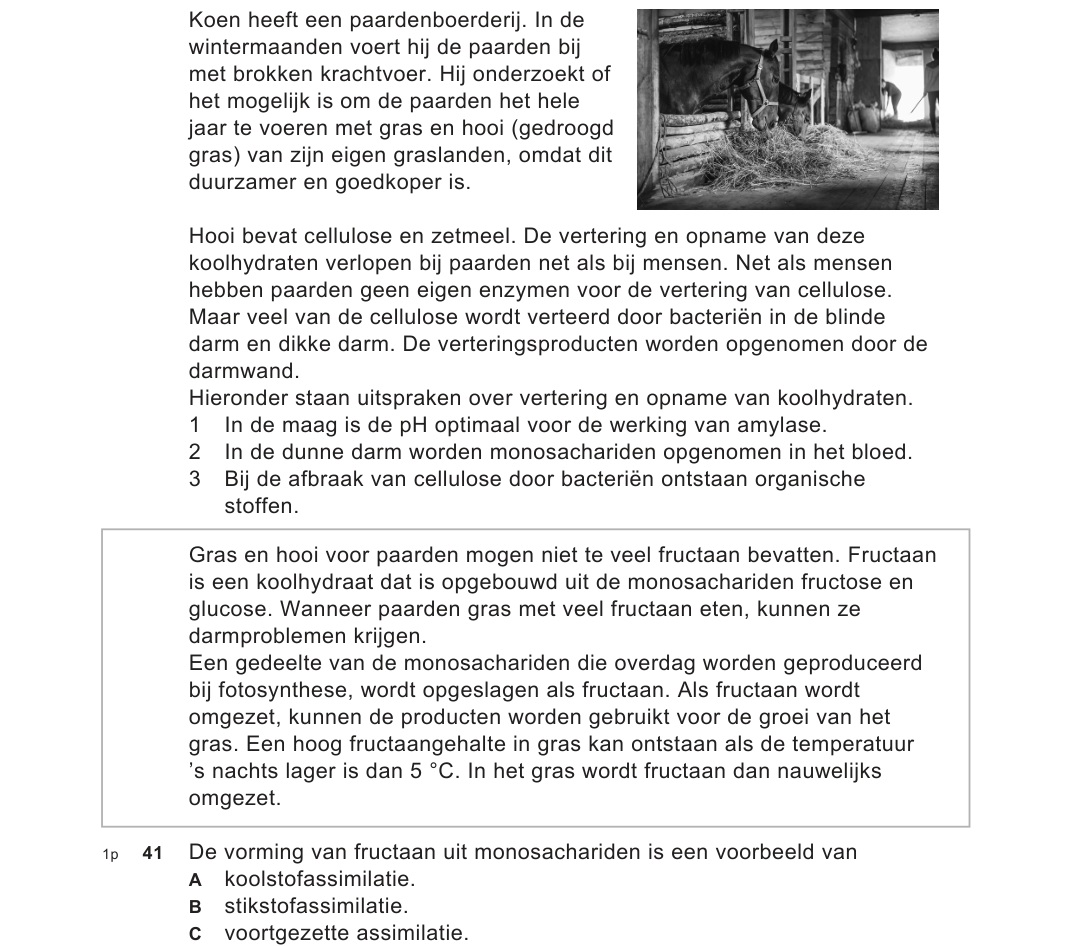 Koen heeft een paardenboerderij. In de
wintermaanden voert hij de paarden bij
met brokken krachtvoer. Hij onderzoekt of
het mogelijk is om de paarden het hele
jaar te voeren met gras en hooi (gedroogd
gras) van zijn eigen graslanden, omdat dit
duurzamer en goedkoper is.
Hooi bevat cellulose en zetmeel. De vertering en opname van deze
koolhydraten verlopen bij paarden net als bij mensen. Net als mensen
hebben paarden geen eigen enzymen voor de vertering van cellulose.
Maar veel van de cellulose wordt verteerd door bacteriën in de blinde
darm en dikke darm. De verteringsproducten worden opgenomen door de
darmwand.
Hieronder staan uitspraken over vertering en opname van koolhydraten.
1 In de maag is de pH optimaal voor de werking van amylase.
2 In de dunne darm worden monosachariden opgenomen in het bloed.
3 Bij de afbraak van cellulose door bacteriën ontstaan organische
stoffen.
Gras en hooi voor paarden mogen niet te veel fructaan bevatten. Fructaan
is een koolhydraat dat is opgebouwd uit de monosachariden fructose en
glucose. Wanneer paarden gras met veel fructaan eten, kunnen ze
darmproblemen krijgen.
Een gedeelte van de monosachariden die overdag worden geproduceerd
bij fotosynthese, wordt opgeslagen als fructaan. Als fructaan wordt
omgezet, kunnen de producten worden gebruikt voor de groei van het
gras. Een hoog fructaangehalte in gras kan ontstaan als de temperatuur
’s nachts lager is dan 5 °C. In het gras wordt fructaan dan nauwelijks
omgezet.
1p 41 De vorming van fructaan uit monosachariden is een voorbeeld van
A koolstofassimilatie.
B stikstofassimilatie.
C voortgezette assimilatie.